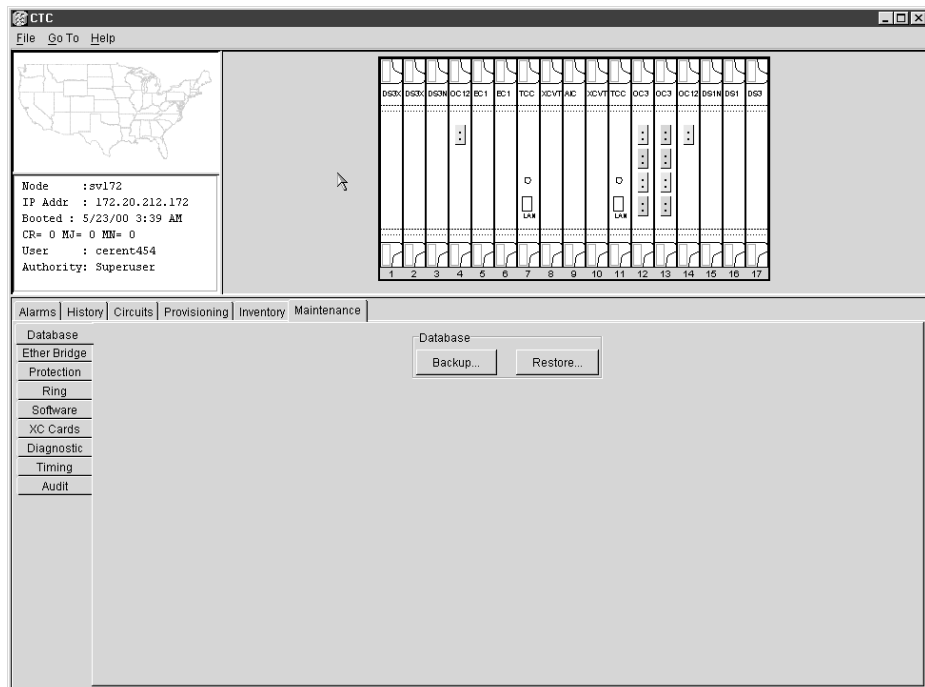 CTC
File Go To Help
DS3X DS3X DS3N OC12 EC1 EC1 TCC XCVT AIC XCVT TCC OC3 OC3 OC12 DS1N DS1 DS3
LAN LAN
1 2 3 4 5 6 7 8 9 10 11 12 13 14 15 16 17
Node :sv172
IP Addr : 172.20.212.172
Booted : 5/23/00 3:39 AM
CR= 0 MJ= 0 MN= 0
User : cerent454
Authority: Superuser
Alarms History Circuits Provisioning Inventory Maintenance
Database
Ether Bridge
Protection
Ring
Software
XC Cards
Diagnostic
Timing
Audit
Database
Backup... Restore...